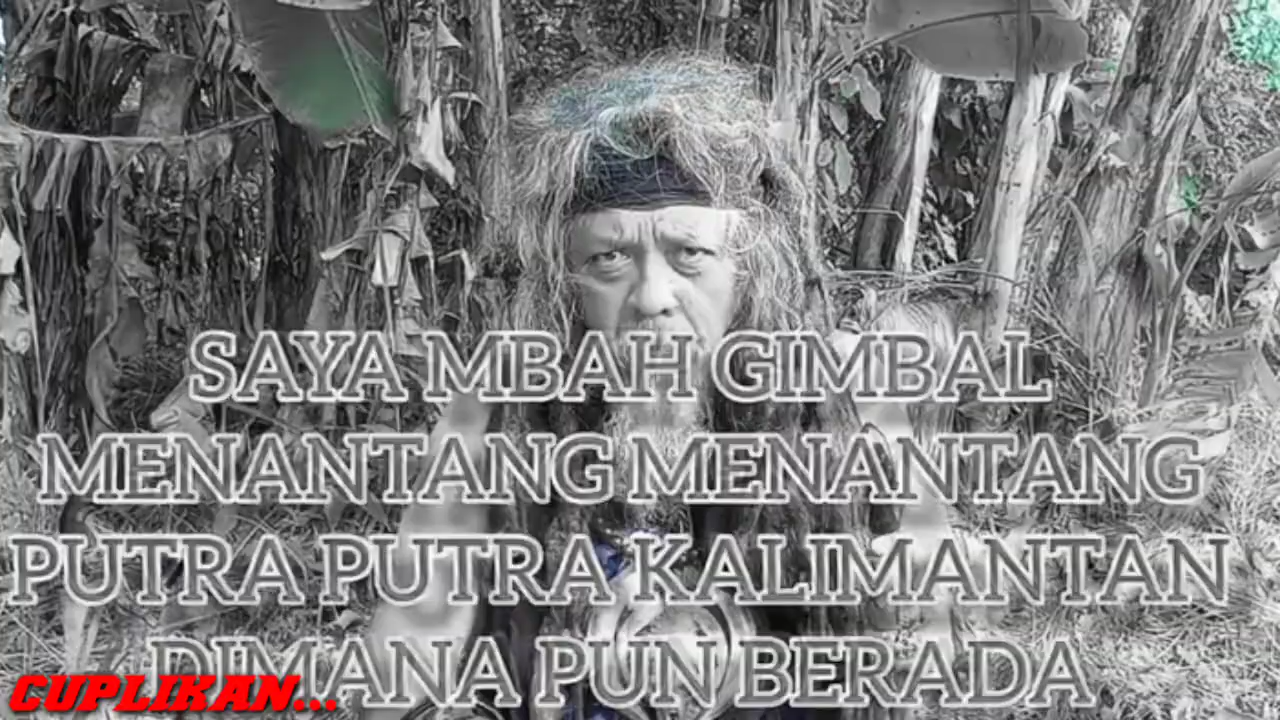 SAYA MBAH GIMBAL
MENANTANG MENANTANG
PUTRA PUTRA KALIMANTAN
DIMANA PUN BERADA
CUPLIKAN...